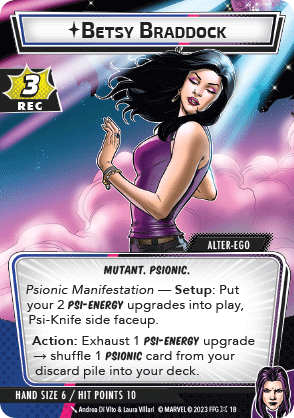 ✦BETSY BRADDOCK
3
REC
ALTER-EGO
MUTANT. PSIONIC.
Psionic Manifestation — Setup: Put
your 2 PSI-ENERGY upgrades into play,
Psi-Knife side faceup.
Action: Exhaust 1 PSI-ENERGY upgrade
→ shuffle 1 PSIONIC card from your
discard pile into your deck.
HAND SIZE 6 / HIT POINTS 10
Andrea Di Vito & Laura Villari © MARVEL © 2023 FFG 1B